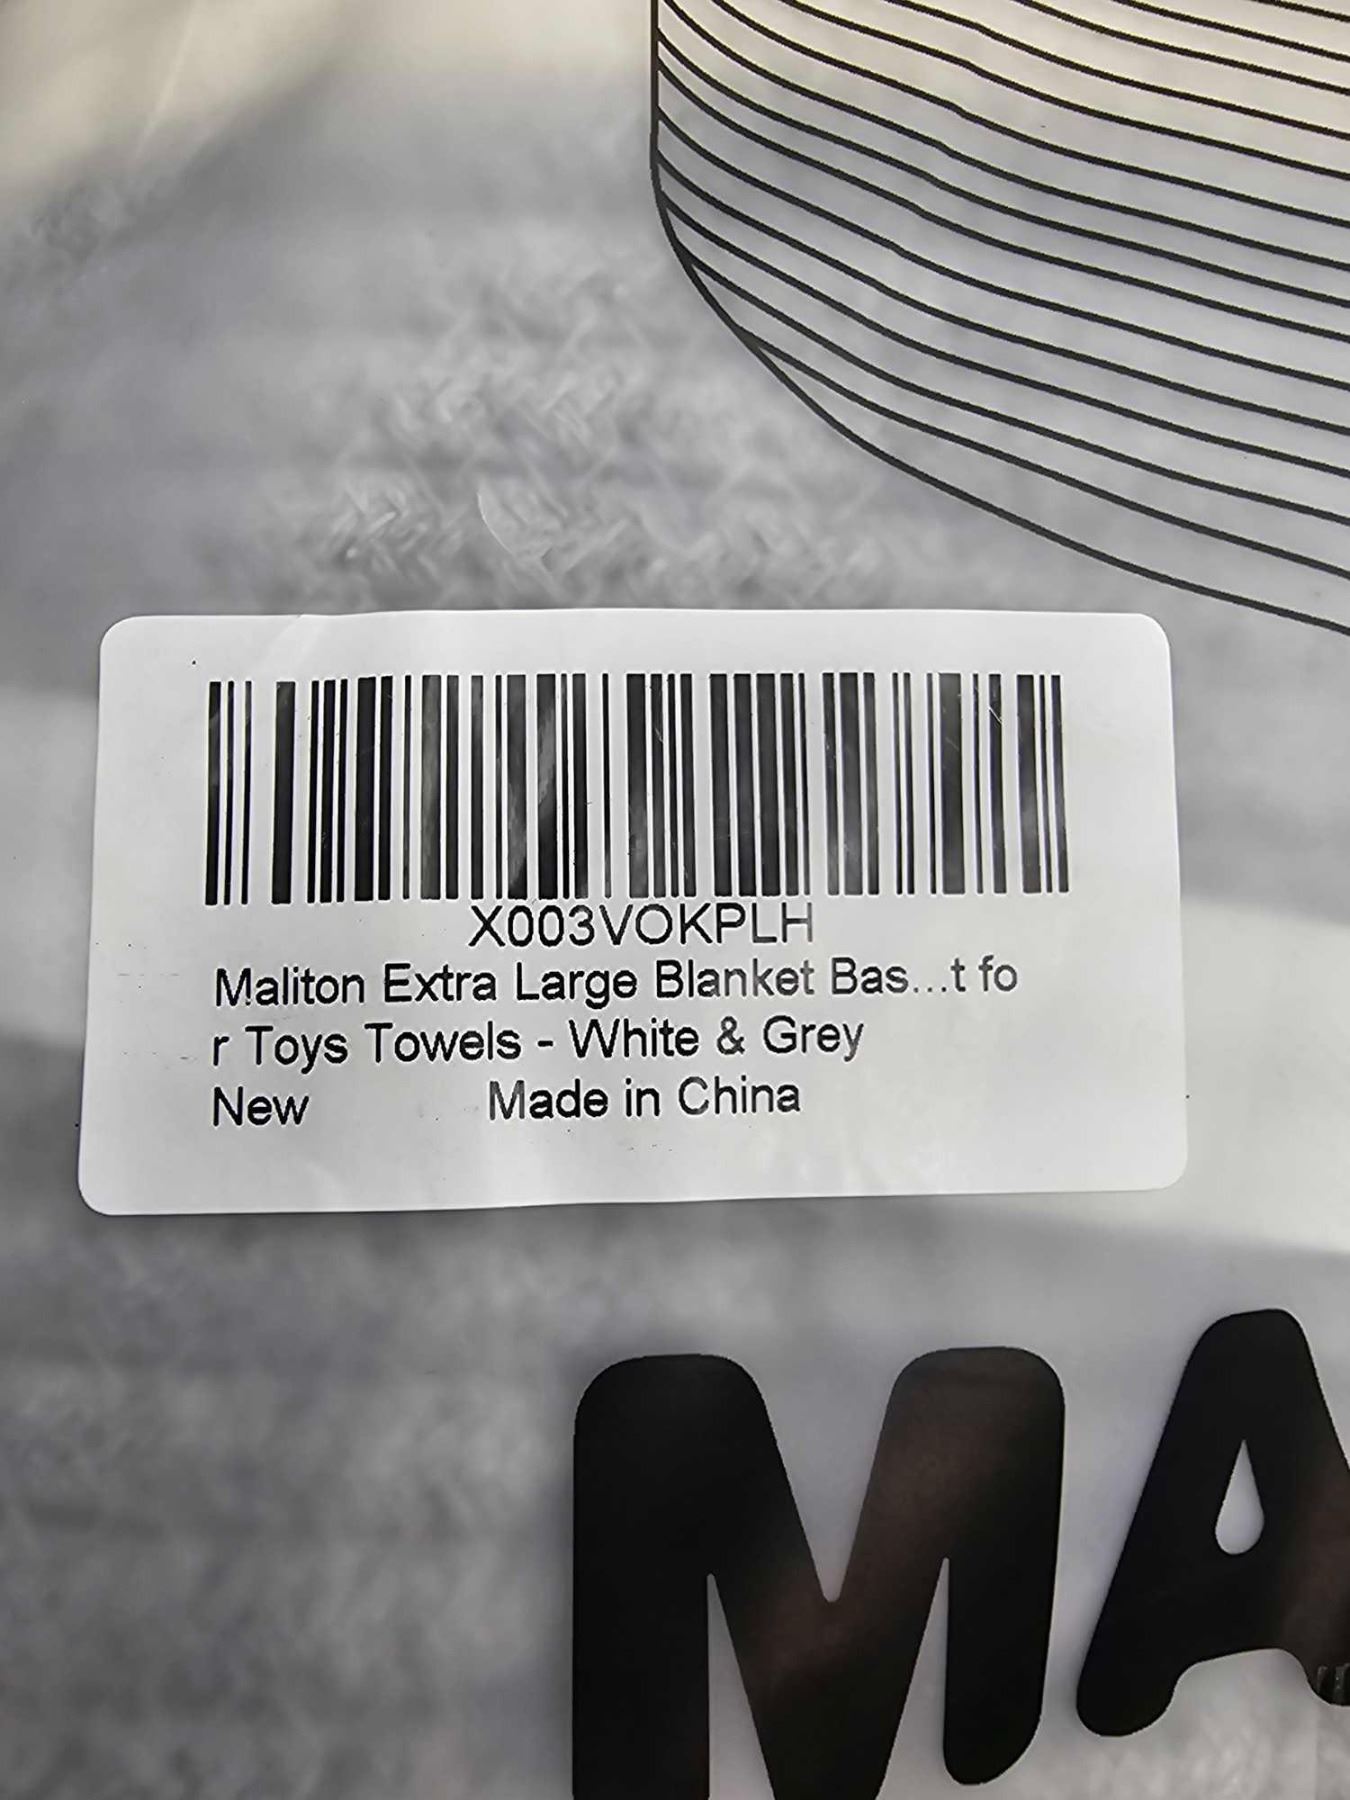 X003VOKPLH
Maliton Extra Large Blanket Bas...t fo
r Toys Towels - White & Grey
New Made in China
MA